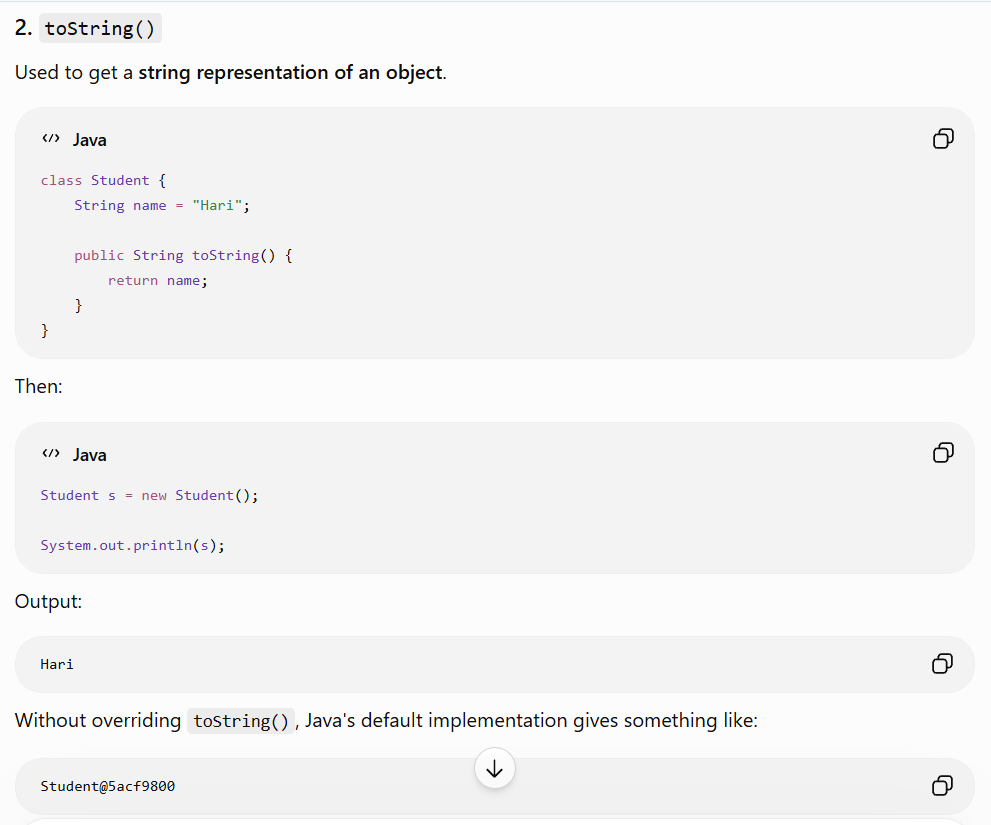 2. toString()
Used to get a string representation of an object.
Java
class Student {
    String name = "Hari";
    public String toString() {
        return name;
    }
}
Then:
Java
Student s = new Student();
System.out.println(s);
Output:
Hari
Without overriding toString(), Java's default implementation gives something like:
Student@5acf9800